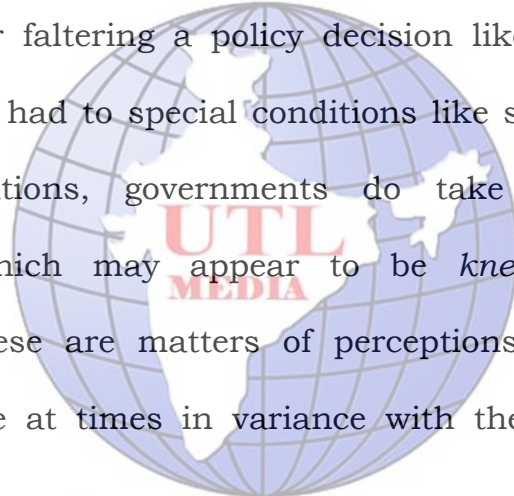 r faltering a policy decision like
had to special conditions like s
tions, governments do take
UTL
hich may appear to be kne
MEDIA
ese are matters of perceptions
e at times in variance with the